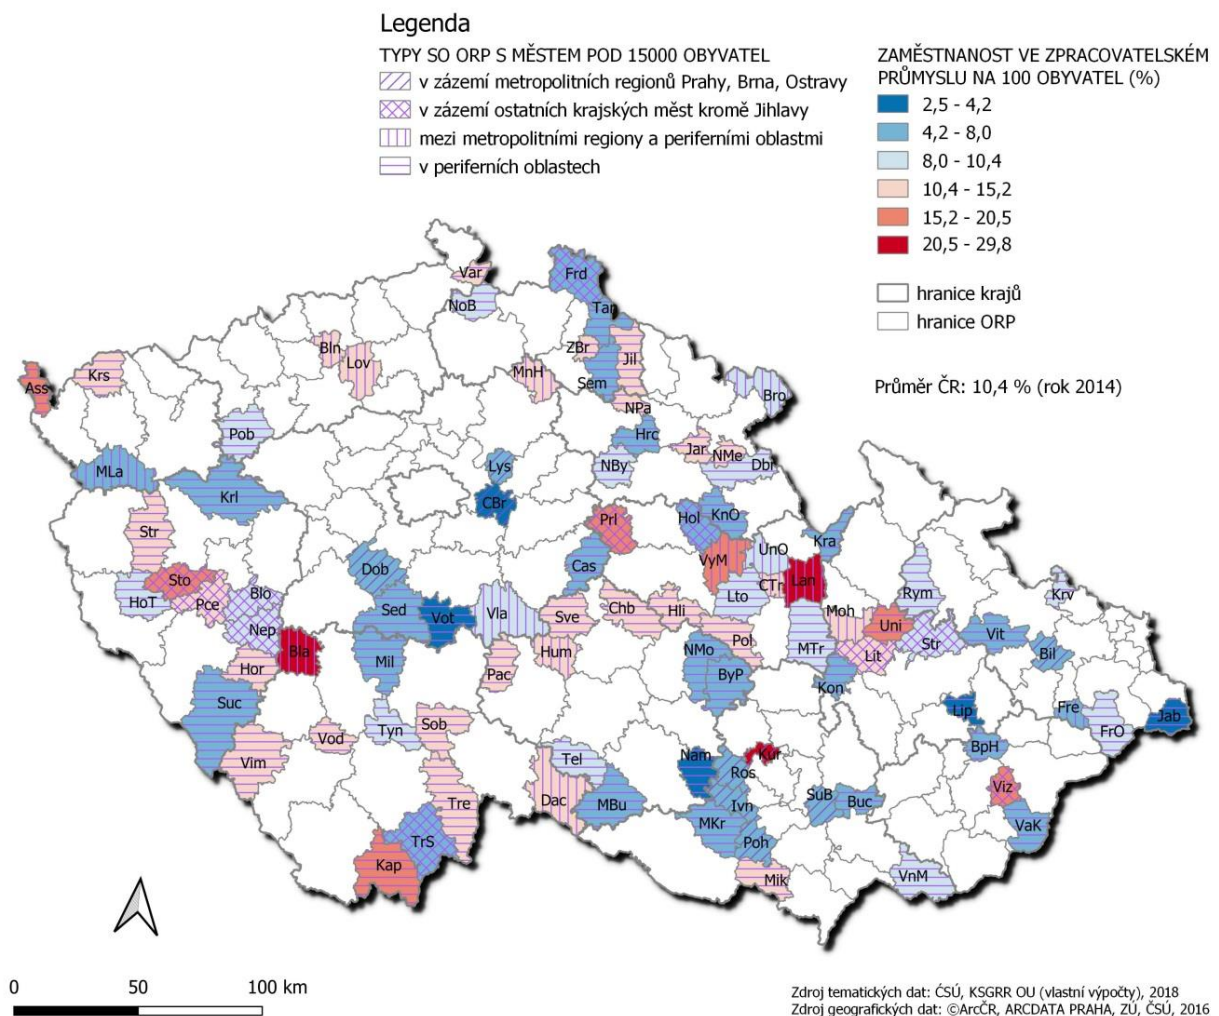 Legenda
TYPY SO ORP S MĚSTEM POD 15000 OBYVATEL
v zázemí metropolitních regionů Prahy, Brna, Ostravy
v zázemí ostatních krajských měst kromě Jihlavy
mezi metropolitními regiony a periferními oblastmi
v periferních oblastech
ZAMĚSTNANOST VE ZPRACOVATELSKÉM
PRŮMYSLU NA 100 OBYVATEL (%)
2,5 - 4,2
4,2 - 8,0
8,0 - 10,4
10,4 - 15,2
15,2 - 20,5
20,5 - 29,8
hranice krajů
hranice ORP
Průměr ČR: 10,4 % (rok 2014)
Var
Frd
NoB
Tan
Bln
Lov
ZBr
Jil
Ass
Krs
MnH
Sem
Bro
NPa
Pob
Hrc
Jar
NMe
MLa
Lys
NBy
Dbr
Krl
CBr
Str
Prl
Hol
KnO
Kra
Dob
Cas
VyM
UnO
Sto
HoT
Pce
Blo
CTn
Lan
Rym
Krv
Sed
Vot
Vla
Sve
Chb
Hli
Lto
Moh
Uni
Nep
Bla
Hor
Mil
Pac
Hum
Pol
MTr
Lit
Str
Vit
Bil
NMo
ByP
Kon
Suc
Lip
Fre
FrO
Jab
Vod
Tyn
Sob
BpH
Vim
Tel
Nam
Kur
Ros
Viz
Dac
MBu
Ivn
SuB
Buc
VaK
Tre
TrS
MKr
Poh
Kap
Mik
VnM
0 50 100 km
Zdroj tematických dat: ČSÚ, KSGRR OU (vlastní výpočty), 2018
Zdroj geografických dat: ©ArcČR, ARCDATA PRAHA, ZÚ, ČSÚ, 2016